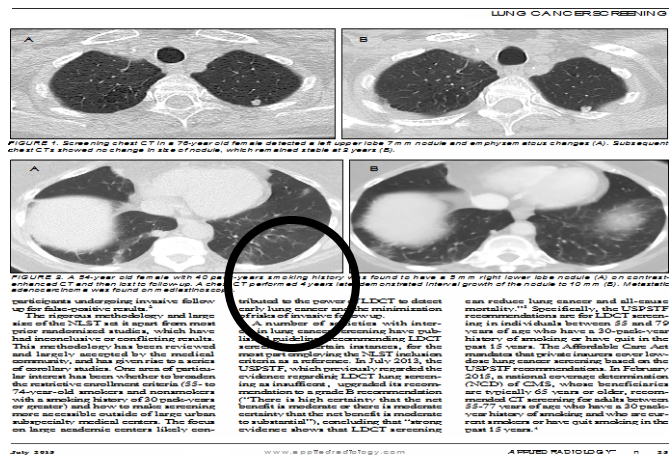 LUNG CANCER SCREENING
A
B
FIGURE 1. Screening chest CT in a 76-year old female detected a left upper lobe 7 mm nodule and emphysematous changes (A). Subsequent
chest CTs showed no change in size of nodule, which remained stable at 2 years (B).
A
B
FIGURE 2. A 54-year old female with 40 pack-years smoking history was found to have a 5 mm right lower lobe nodule (A) on contrast-
enhanced CT and then lost to follow-up. A chest CT performed 4 years later demonstrated interval growth of the nodule to 10 mm (B). Metastatic
adenocarcinoma was found on mediastinoscopy
participants undergoing invasive follow
up for false-positive results.
The rigorous methodology and large
size of the NLST set it apart from most
prior randomized studies, which have
had inconclusive or conflicting results.
This methodology has been reviewed
and largely accepted by the medical
community, and has given rise to a series
of corollary studies. One area of particu-
lar interest has been whether to broaden
the restrictive enrollment criteria (55- to
74-year-old smokers and nonsmokers
with a smoking history of 30 pack-years
or greater) and how to make screening
more accessible outside of large urban
subspecialty medical centers. The focus
on large academic centers likely con-
tributed to the power of LDCT to detect
early lung cancer and the minimization
of risks of invasive follow-up.
A number of societies with inter-
est in lung cancer screening have pub-
lished guidelines recommending LDCT
screening in certain instances, for the
most part employing the NLST inclusion
criteria as a reference. In July 2013, the
USPSTF, which previously regarded the
evidence regarding LDCT lung screen-
ing as insufficient, upgraded its recom-
mendation to a grade B recommendation
("There is high certainty that the net
benefit is moderate or there is moderate
certainty that the net benefit is moderate
to substantial"), concluding that "strong
evidence shows that LDCT screening
can reduce lung cancer and all-cause
mortality." Specifically, the USPSTF
recommendations are for LDCT screen-
ing in individuals between 55 and 79
years of age who have a 30-pack-year
history of smoking or have quit in the
past 15 years. The Affordable Care Act
mandates that private insurers cover low-
dose lung cancer screening based on the
USPSTF recommendations. In February
2015, a national coverage determination
(NCD) of CMS, whose beneficiaries
are typically 65 years or older, recom-
mended CT screening for adults between
55-77 years of age who have a 30 pack-
year history of smoking and who are cur-
rent smokers or have quit smoking in the
past 15 years.
July 2015
www.appliedradiology.com
APPLIED RADIOLOGY